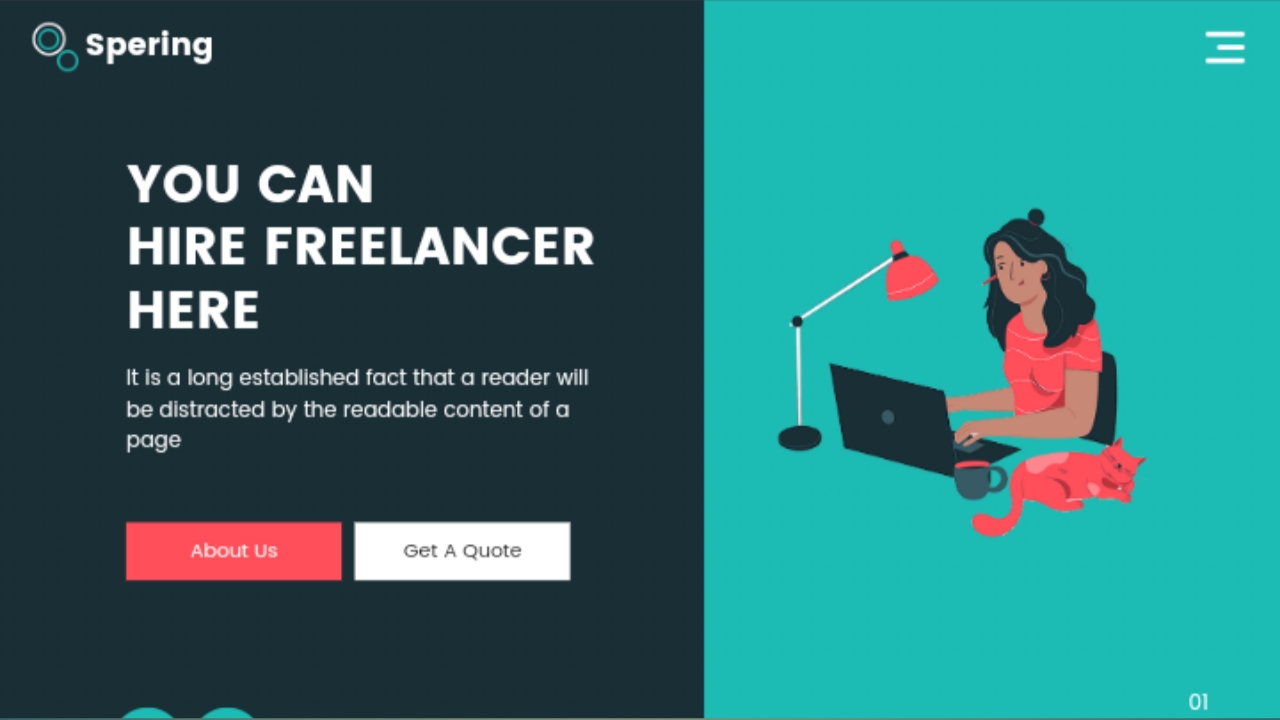 Spering
YOU CAN
HIRE FREELANCER
HERE
It is a long established fact that a reader will
be distracted by the readable content of a
page
About Us
Get A Quote
01